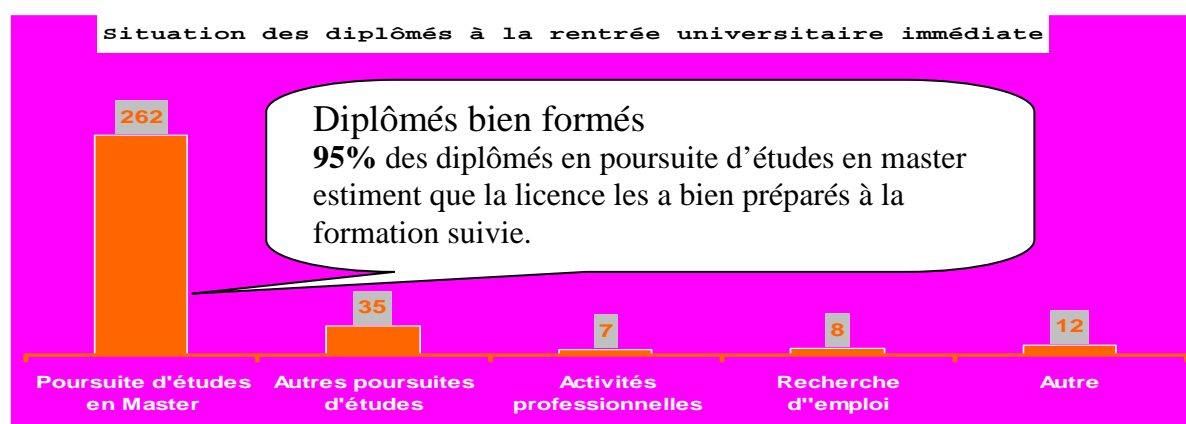 Situation des diplômés à la rentrée universitaire immédiate
262
Diplômés bien formés
95% des diplômés en poursuite d’études en master
estiment que la licence les a bien préparés à la
formation suivie.
35
7
8
12
Poursuite d'études
en Master
Autres poursuites
d'études
Activités
professionnelles
Recherche
d''emploi
Autre